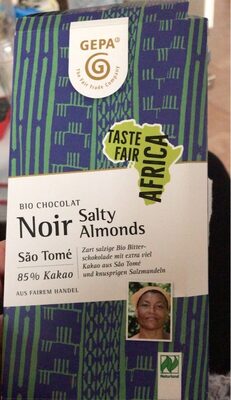 GEPA
The Fair Trade Company
TASTE
FAIR
AFRICA
BIO CHOCOLAT
Noir Salty
Almonds
São Tomé
85% Kakao
AUS FAIREM HANDEL
Zart salzige Bio Bitter-
schokolade mit extra viel
Kakao aus São Tomé
und knusprigen Salzmandeln
Naturland